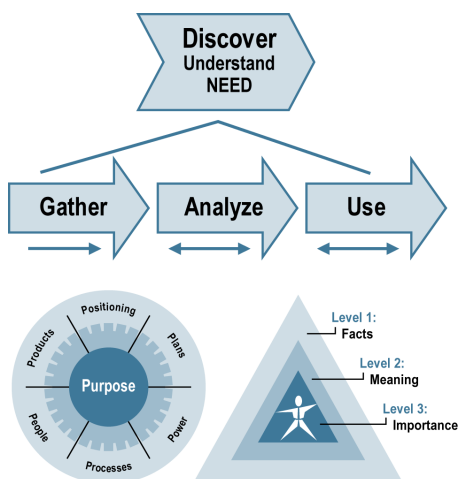 Discover
Understand
NEED
Gather
Analyze
Use
Positioning
Plans
Power
Processes
People
Products
Purpose
Level 1:
Facts
Level 2:
Meaning
Level 3:
Importance